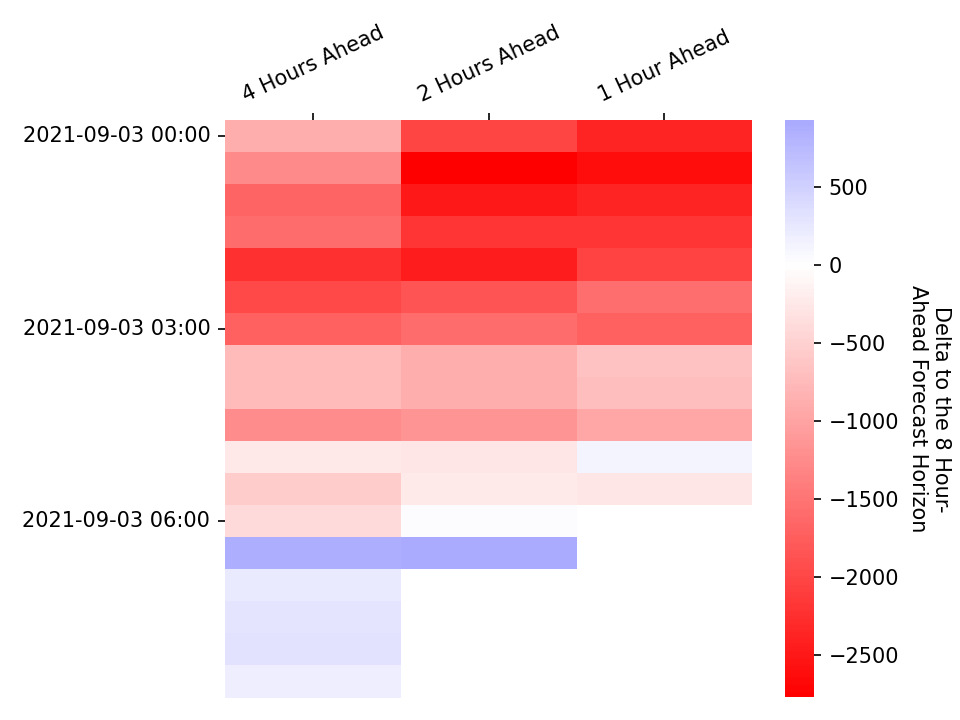 4 Hours Ahead
2 Hours Ahead
1 Hour Ahead
2021-09-03 00:00
2021-09-03 03:00
2021-09-03 06:00
500
0
−500
−1000
−1500
−2000
−2500
Delta to the 8 Hour-
Ahead Forecast Horizon